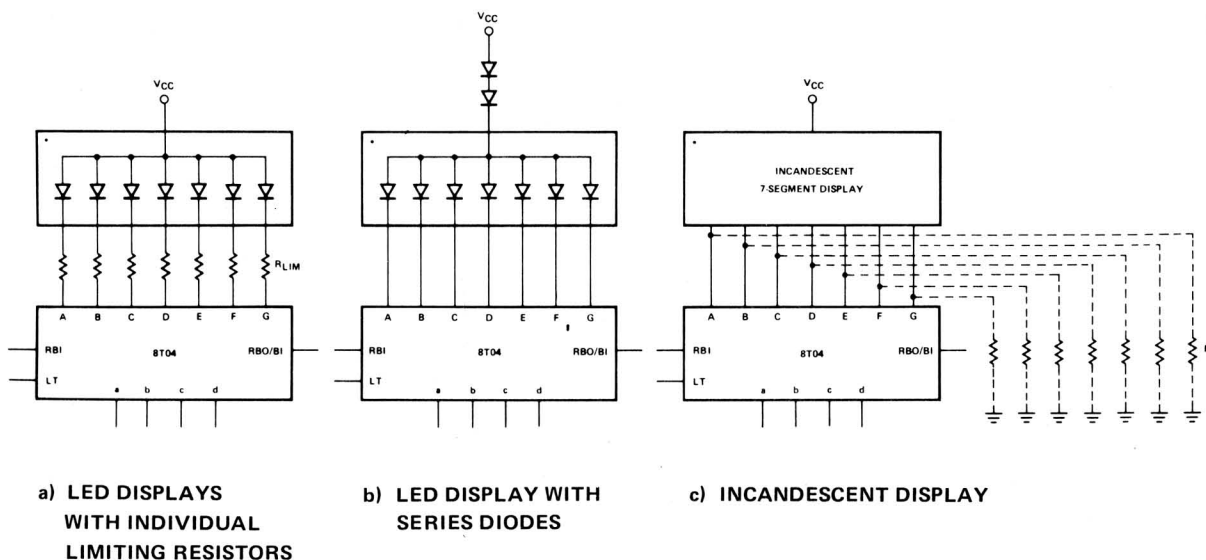 VCC
A B C D E F G
RLIM
RBI 8T04 RBO/BI
LT
a b c d
a) LED DISPLAYS
WITH INDIVIDUAL
LIMITING RESISTORS
VCC
A B C D E F G
RBI 8T04 RBO/BI
LT
a b c d
b) LED DISPLAY WITH
SERIES DIODES
VCC
INCANDESCENT
7-SEGMENT DISPLAY
A B C D E F G
RBI 8T04 RBO/BI
LT
a b c d
c) INCANDESCENT DISPLAY